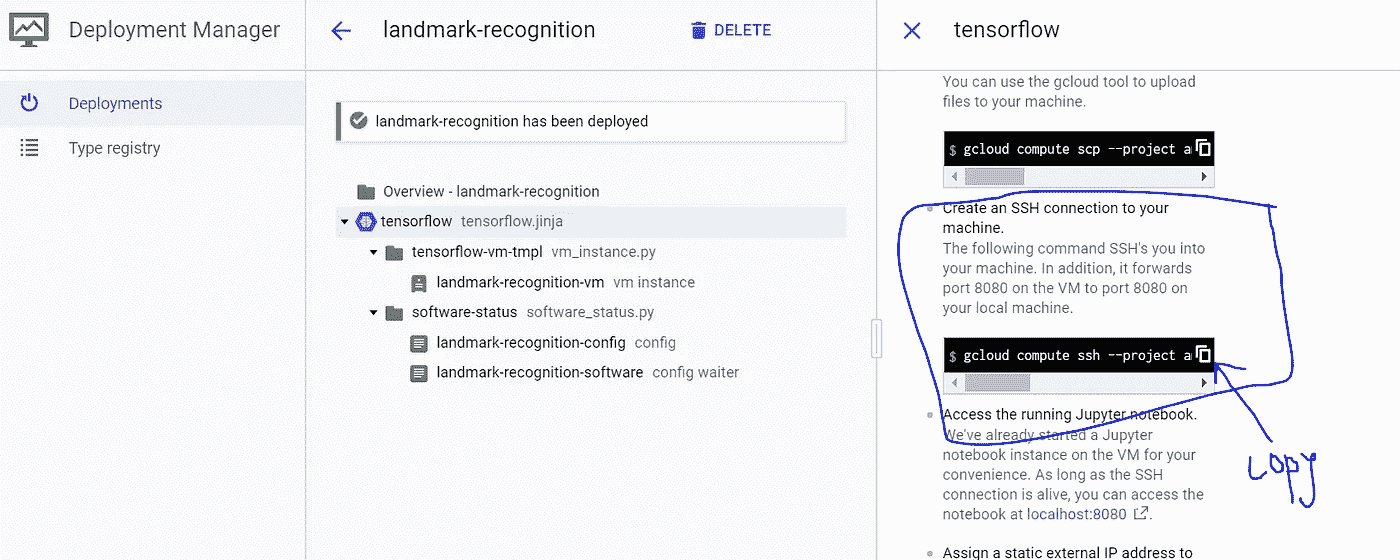 Deployment Manager
Deployments
Type registry
landmark-recognition
DELETE
landmark-recognition has been deployed
Overview - landmark-recognition
tensorflow tensorflow.jinja
tensorflow-vm-tmpl vm_instance.py
landmark-recognition-vm vm instance
software-status software_status.py
landmark-recognition-config config
landmark-recognition-software config waiter
tensorflow
You can use the gcloud tool to upload
files to your machine.
$ gcloud compute scp --project a
Create an SSH connection to your
machine.
The following command SSH's you into
your machine. In addition, it forwards
port 8080 on the VM to port 8080 on
your local machine.
$ gcloud compute ssh --project a
Access the running Jupyter notebook.
We've already started a Jupyter
notebook instance on the VM for your
convenience. As long as the SSH
connection is alive, you can access the
notebook at localhost:8080.
copy
Assign a static external IP address to